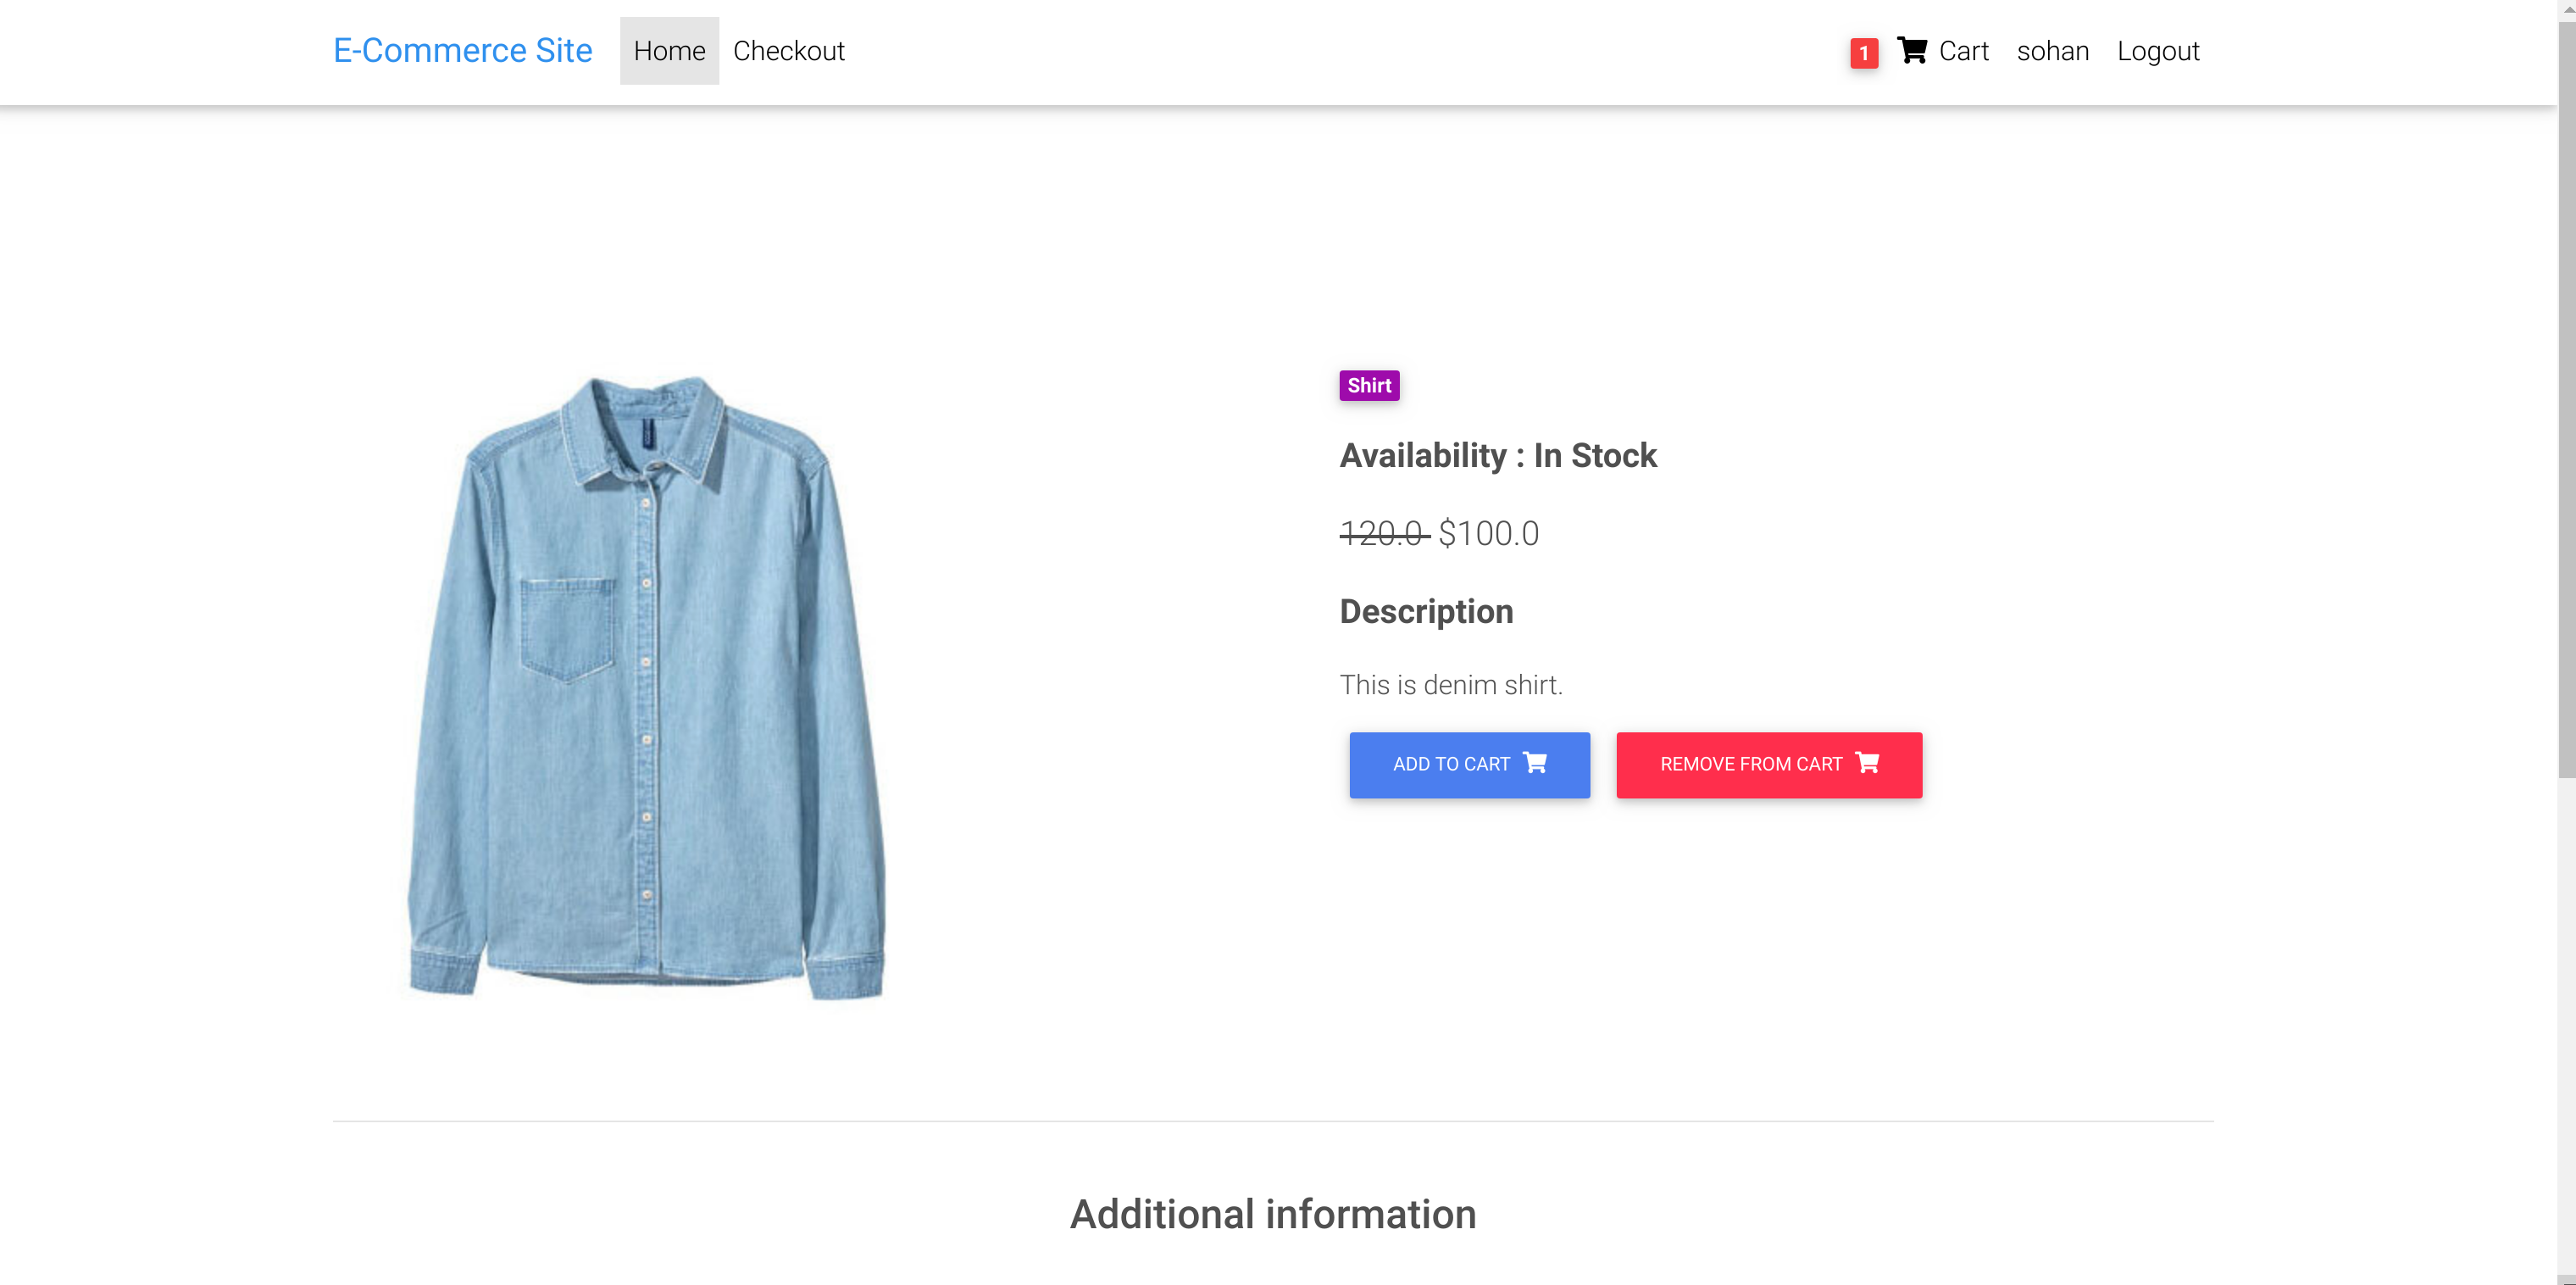 E-Commerce Site Home Checkout 1 Cart sohan Logout
Shirt
Availability : In Stock
120.0 $100.0
Description
This is denim shirt.
ADD TO CART REMOVE FROM CART
Additional information